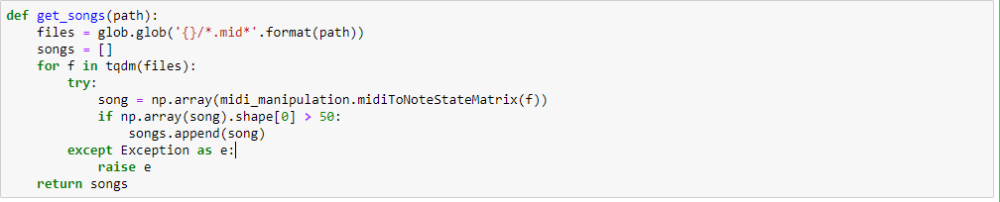 def get_songs(path):
    files = glob.glob('{}/*.mid*'.format(path))
    songs = []
    for f in tqdm(files):
        try:
            song = np.array(midi_manipulation.midiToNoteStateMatrix(f))
            if np.array(song).shape[0] > 50:
                songs.append(song)
        except Exception as e:
            raise e
    return songs